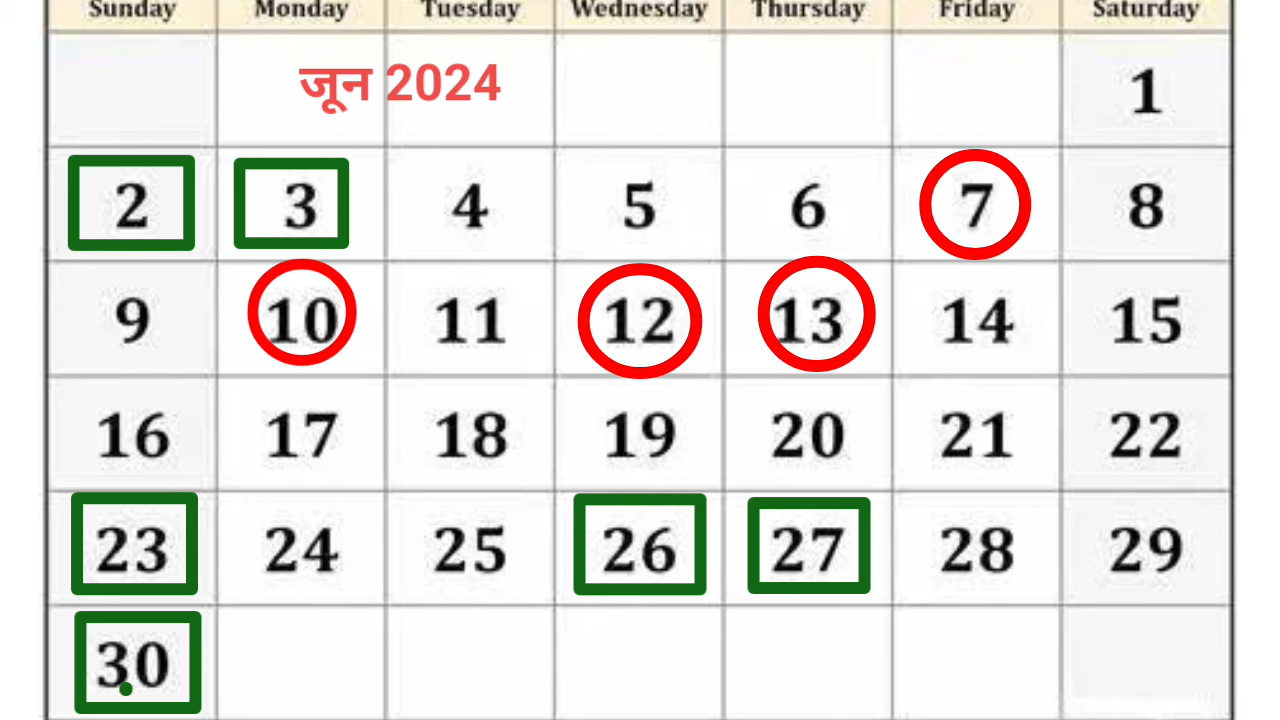 Sunday Monday Tuesday Wednesday Thursday Friday Saturday
जून 2024 1
2 3 4 5 6 7 8
9 10 11 12 13 14 15
16 17 18 19 20 21 22
23 24 25 26 27 28 29
30